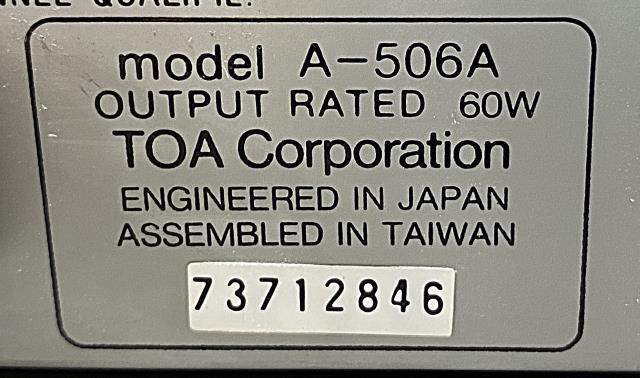 model A-506A
OUTPUT RATED 60W
TOA Corporation
ENGINEERED IN JAPAN
ASSEMBLED IN TAIWAN
73712846